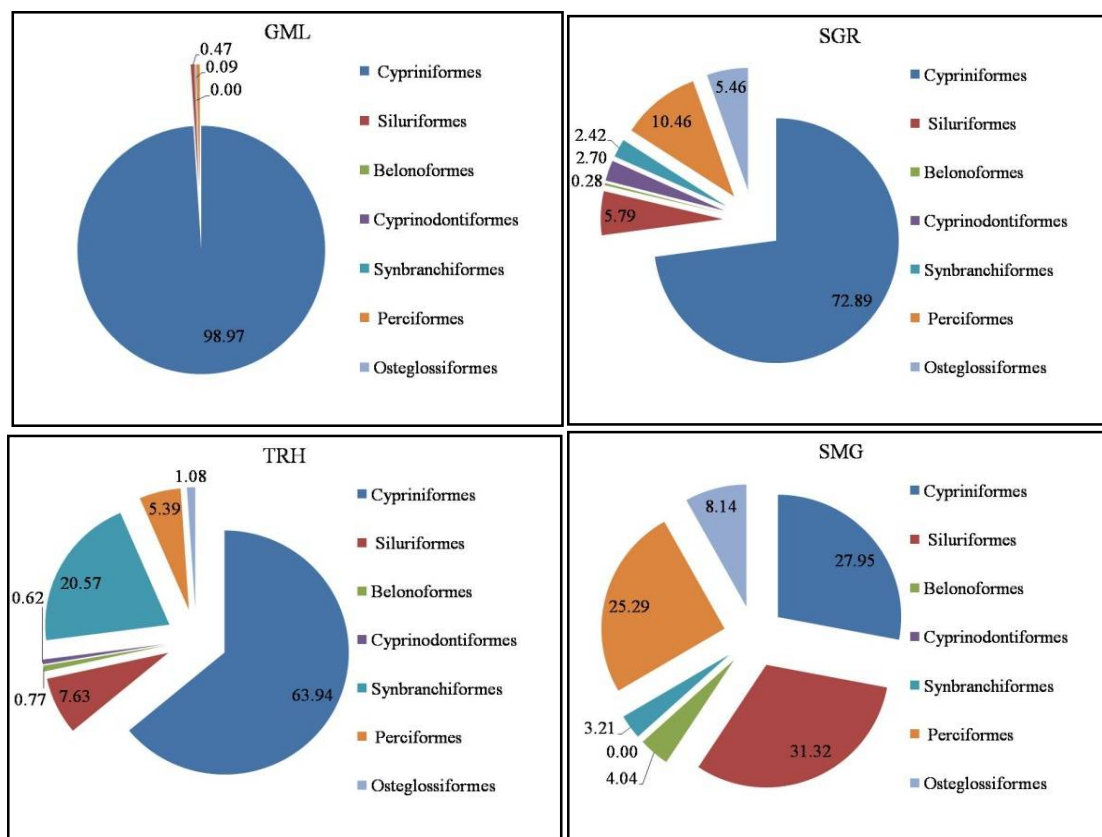 GML
0.47
0.09
0.00
98.97
Cypriniformes
Siluriformes
Belonoformes
Cyprinodontiformes
Synbranchiformes
Perciformes
Osteglossiformes
SGR
5.46
10.46
2.42
2.70
0.28
5.79
72.89
Cypriniformes
Siluriformes
Belonoformes
Cyprinodontiformes
Synbranchiformes
Perciformes
Osteglossiformes
TRH
1.08
5.39
20.57
0.62
0.77
7.63
63.94
Cypriniformes
Siluriformes
Belonoformes
Cyprinodontiformes
Synbranchiformes
Perciformes
Osteglossiformes
SMG
8.14
27.95
25.29
3.21
0.00
4.04
31.32
Cypriniformes
Siluriformes
Belonoformes
Cyprinodontiformes
Synbranchiformes
Perciformes
Osteglossiformes